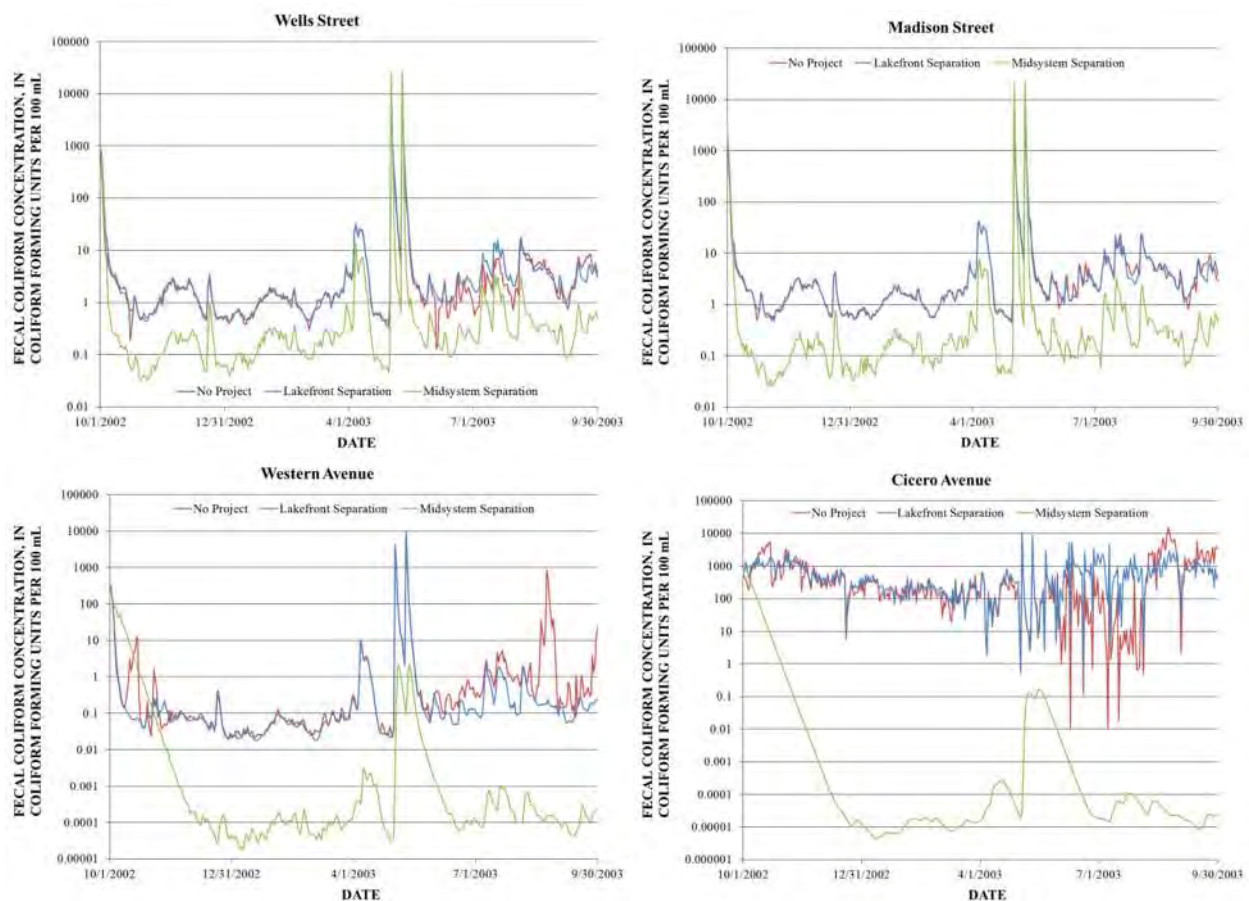 Wells Street
FECAL COLIFORM CONCENTRATION, IN
COLIFORM FORMING UNITS PER 100 mL
100000
10000
1000
100
10
1
0.1
0.01
No Project
Lakefront Separation
Midsystem Separation
10/1/2002
12/31/2002
4/1/2003
7/1/2003
9/30/2003
DATE
Madison Street
FECAL COLIFORM CONCENTRATION, IN
COLIFORM FORMING UNITS PER 100 mL
100000
10000
1000
100
10
1
0.1
0.01
No Project
Lakefront Separation
Midsystem Separation
10/1/2002
12/31/2002
4/1/2003
7/1/2003
9/30/2003
DATE
Western Avenue
FECAL COLIFORM CONCENTRATION, IN
COLIFORM FORMING UNITS PER 100 mL
100000
10000
1000
100
10
1
0.1
0.01
0.001
0.0001
0.00001
No Project
Lakefront Separation
Midsystem Separation
10/1/2002
12/31/2002
4/1/2003
7/1/2003
9/30/2003
DATE
Cicero Avenue
FECAL COLIFORM CONCENTRATION, IN
COLIFORM FORMING UNITS PER 100 mL
100000
10000
1000
100
10
1
0.1
0.01
0.001
0.0001
0.00001
0.000001
No Project
Lakefront Separation
Midsystem Separation
10/1/2002
12/31/2002
4/1/2003
7/1/2003
9/30/2003
DATE